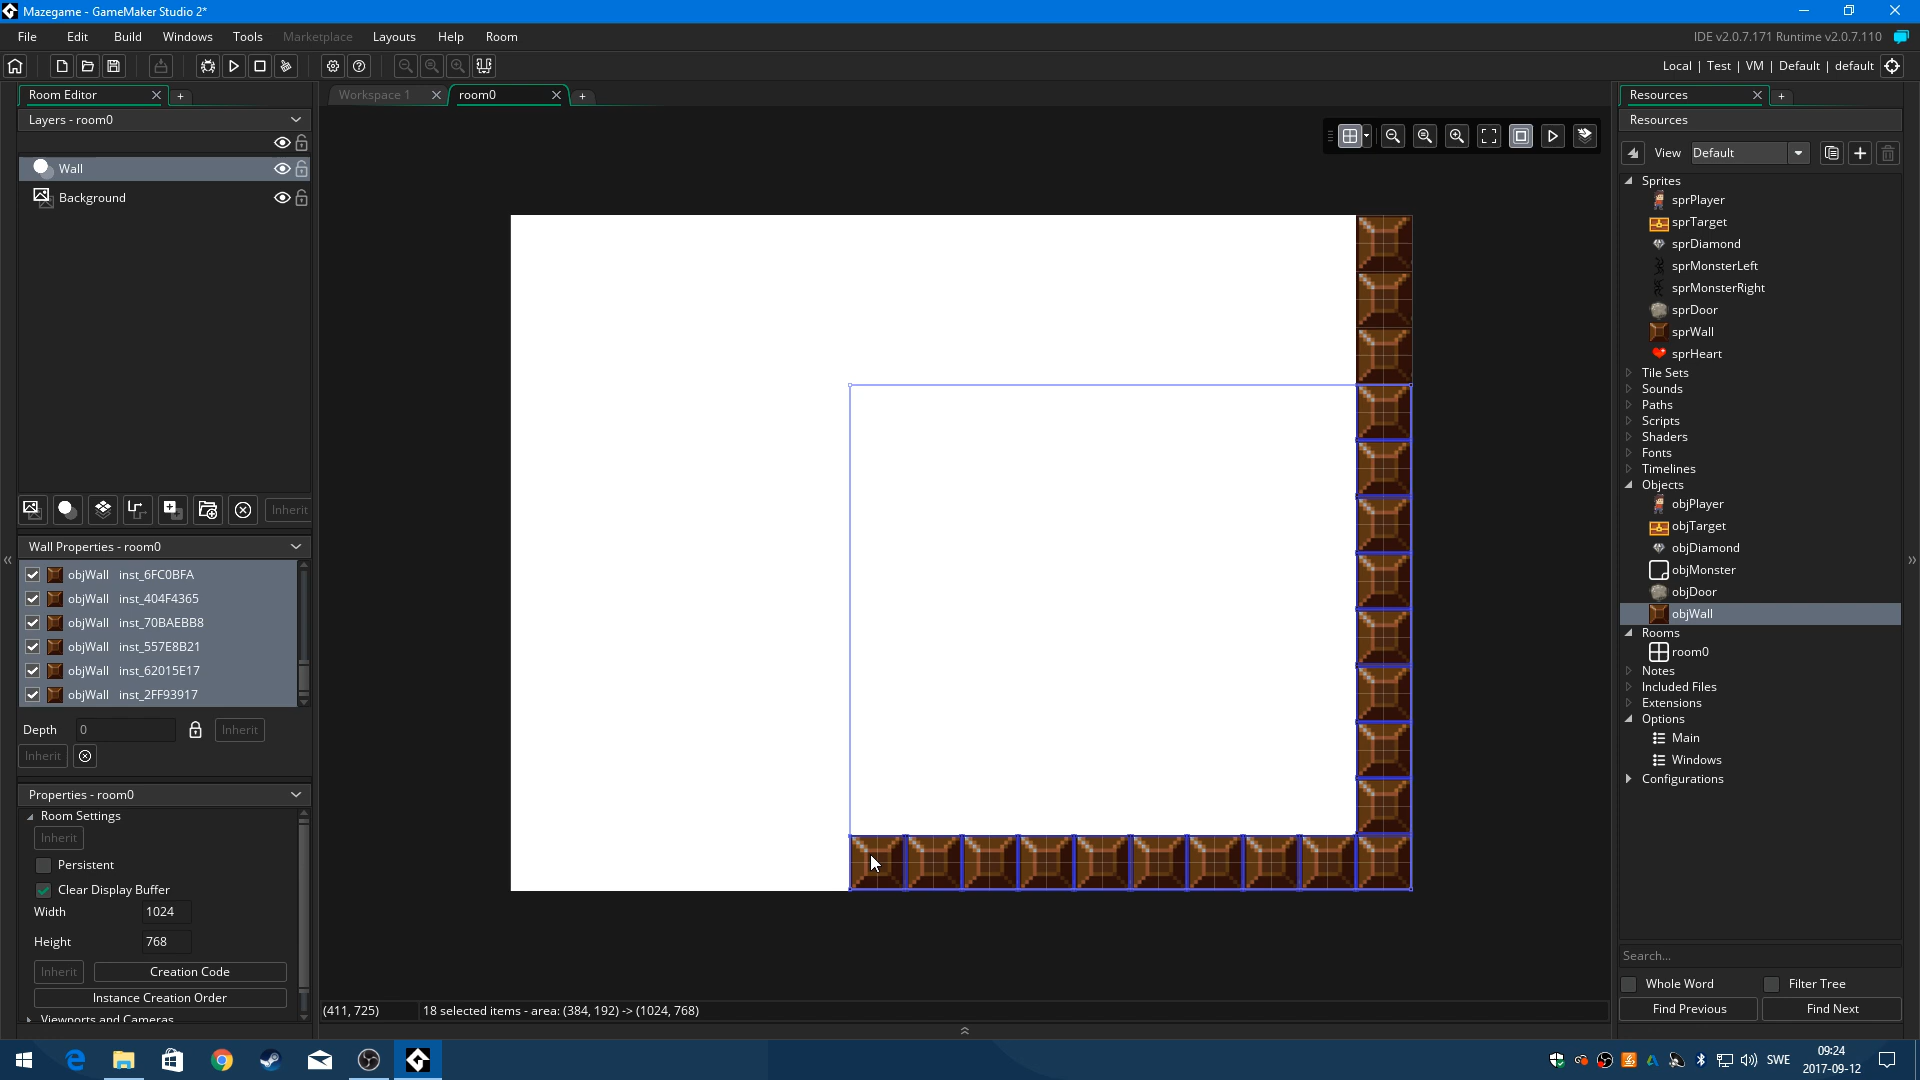 Mazegame - GameMaker Studio 2*
File Edit Build Windows Tools Marketplace Layouts Help Room
IDE v2.0.7.171 Runtime v2.0.7.110
Local | Test | VM | Default | default
Room Editor
Workspace 1
room0
Resources
Layers - room0
Resources
View Default
Wall
Background
Inherit
Wall Properties - room0
objWall inst_6FC0BFA
objWall inst_404F4365
objWall inst_70BAEBB8
objWall inst_557E8B21
objWall inst_62015E17
objWall inst_2FF93917
Depth 0 Inherit
Inherit
Properties - room0
Room Settings
Inherit
Persistent
Clear Display Buffer
Width 1024
Height 768
Inherit Creation Code
Instance Creation Order
Viewports and Cameras
(411, 725) 18 selected items - area: (384, 192) -> (1024, 768)
Sprites
sprPlayer
sprTarget
sprDiamond
sprMonsterLeft
sprMonsterRight
sprDoor
sprWall
sprHeart
Tile Sets
Sounds
Paths
Scripts
Shaders
Fonts
Timelines
Objects
objPlayer
objTarget
objDiamond
objMonster
objDoor
objWall
Rooms
room0
Notes
Included Files
Extensions
Options
Main
Windows
Configurations
Search...
Whole Word Filter Tree
Find Previous Find Next
SWE
09:24
2017-09-12